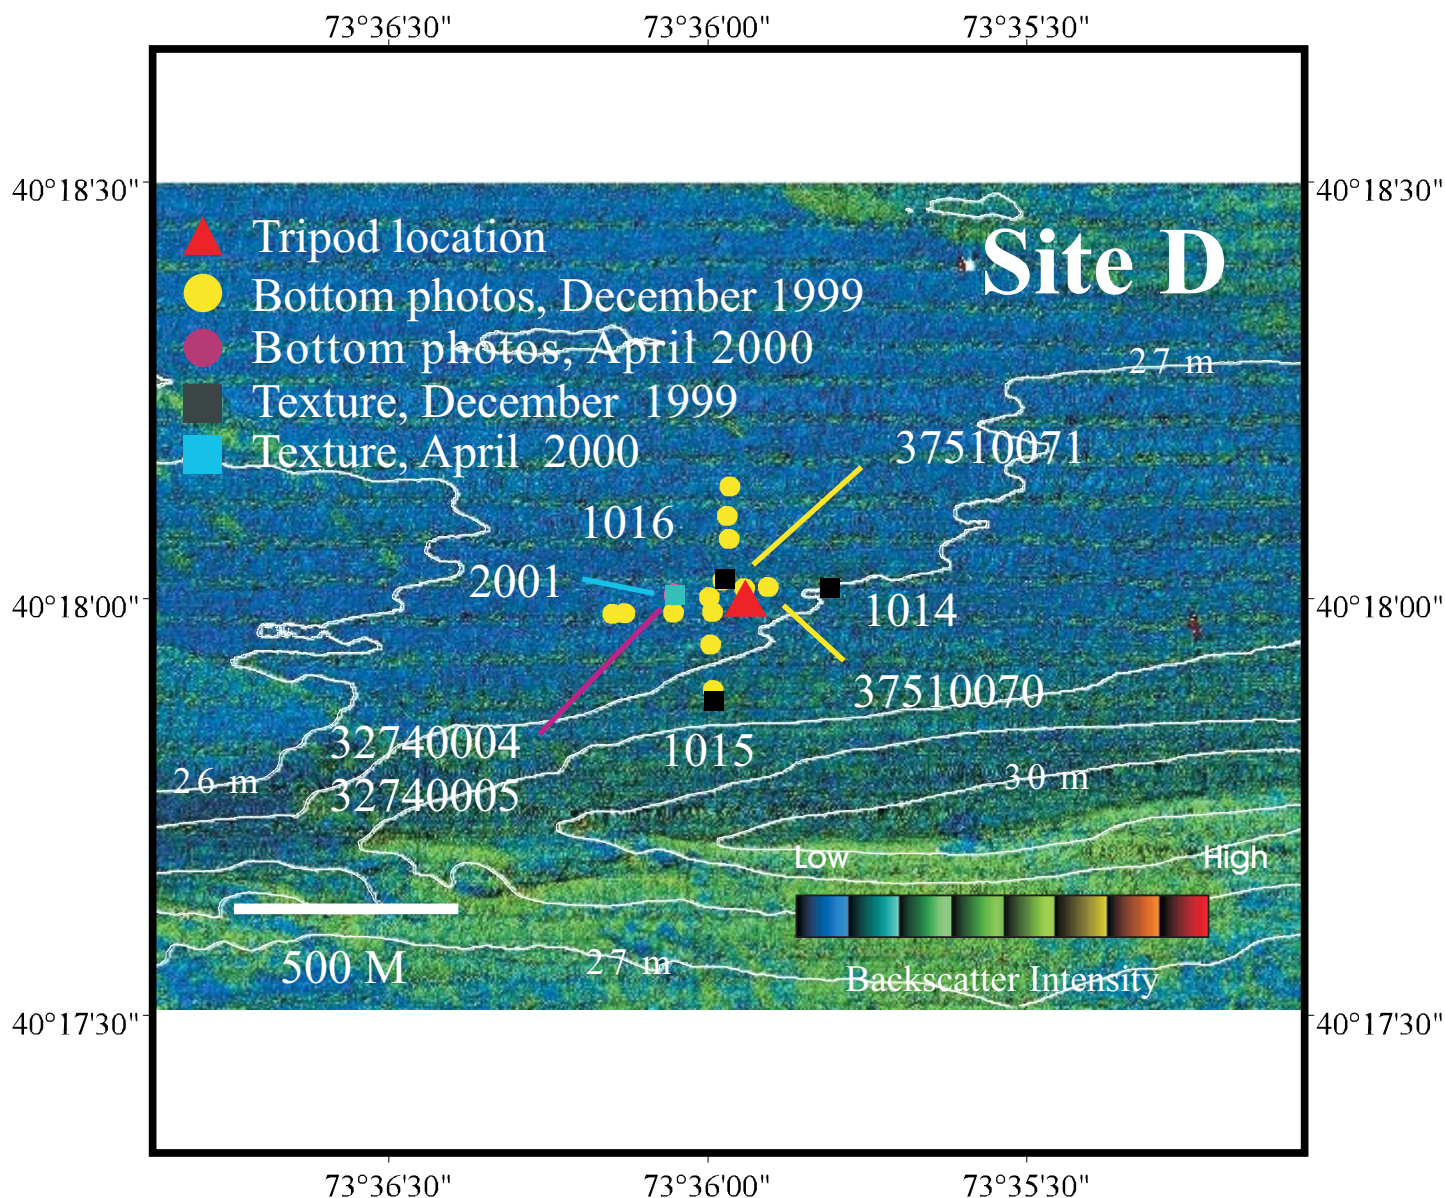 73°36'30" 73°36'00" 73°35'30"
40°18'30" 40°18'30"
Tripod location
Site D
Bottom photos, December 1999
Bottom photos, April 2000
27 m
Texture, December 1999
Texture, April 2000
37510071
1016
2001
40°18'00" 40°18'00"
1014
37510070
32740004
1015
26 m
30 m
32740005
Low High
500 M
27 m
Backscatter Intensity
40°17'30" 40°17'30"
73°36'30" 73°36'00" 73°35'30"